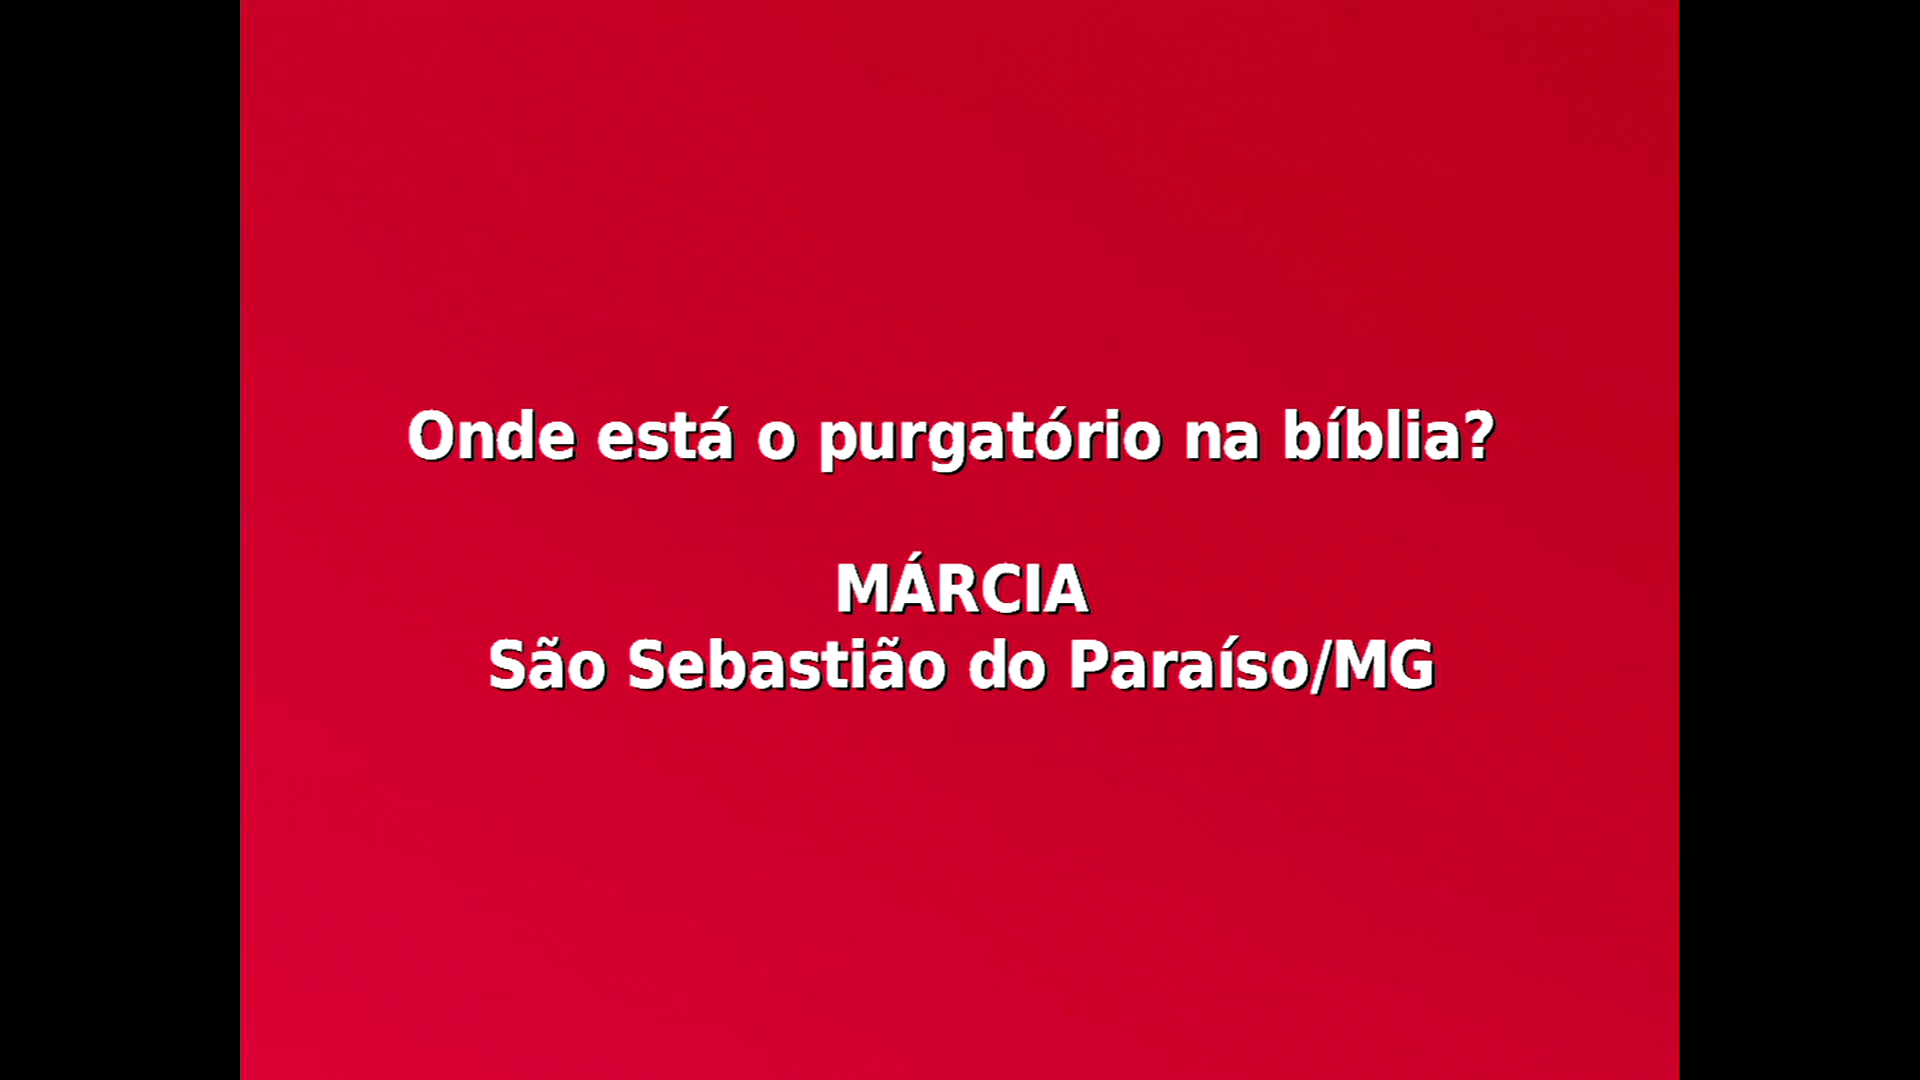 Onde está o purgatório na bíblia?
MÁRCIA
São Sebastião do Paraíso/MG